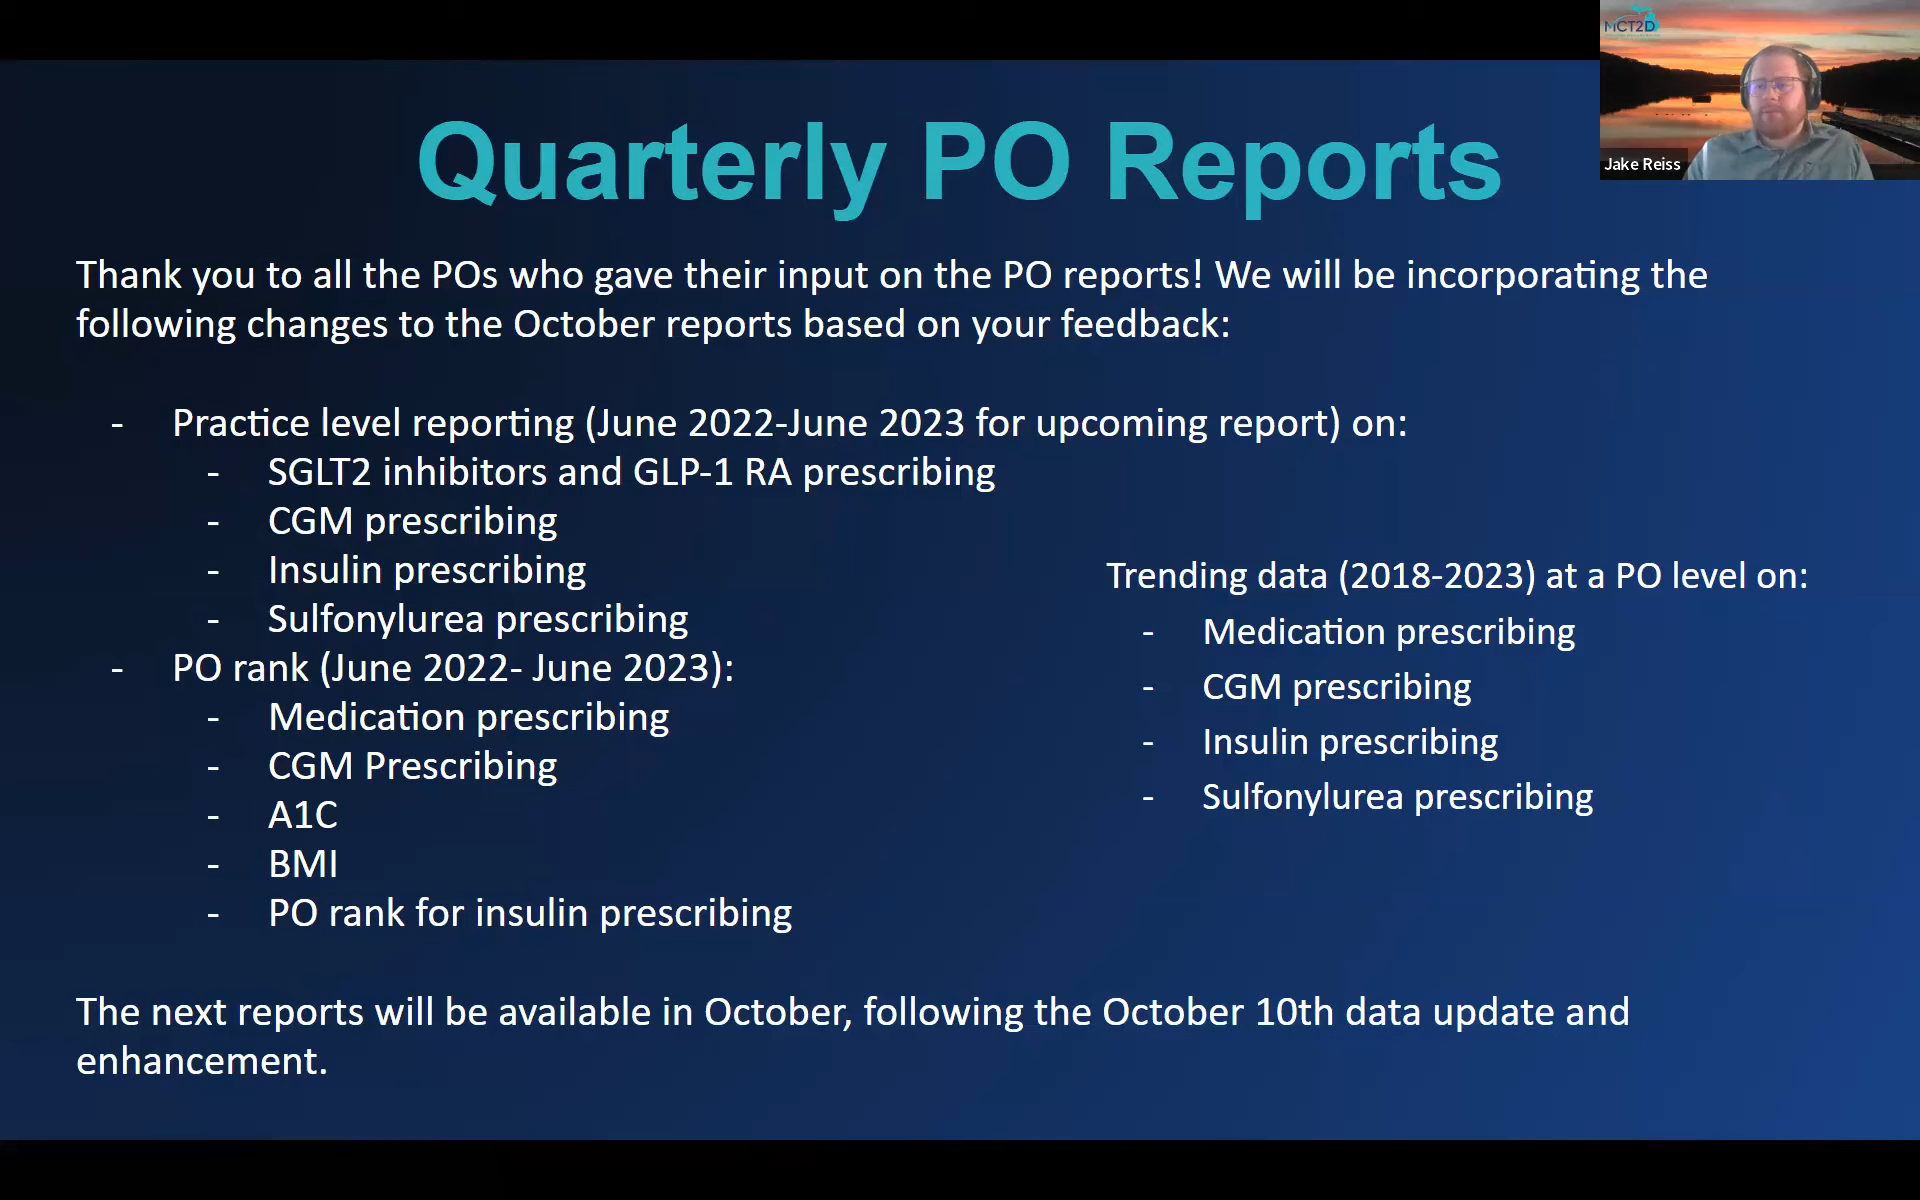 MCT2D
Jake Reiss
Quarterly PO Reports
Thank you to all the POs who gave their input on the PO reports! We will be incorporating the
following changes to the October reports based on your feedback:
- Practice level reporting (June 2022-June 2023 for upcoming report) on:
- SGLT2 inhibitors and GLP-1 RA prescribing
- CGM prescribing
- Insulin prescribing
- Sulfonylurea prescribing
- PO rank (June 2022- June 2023):
- Medication prescribing
- CGM Prescribing
- A1C
- BMI
- PO rank for insulin prescribing
Trending data (2018-2023) at a PO level on:
- Medication prescribing
- CGM prescribing
- Insulin prescribing
- Sulfonylurea prescribing
The next reports will be available in October, following the October 10th data update and
enhancement.